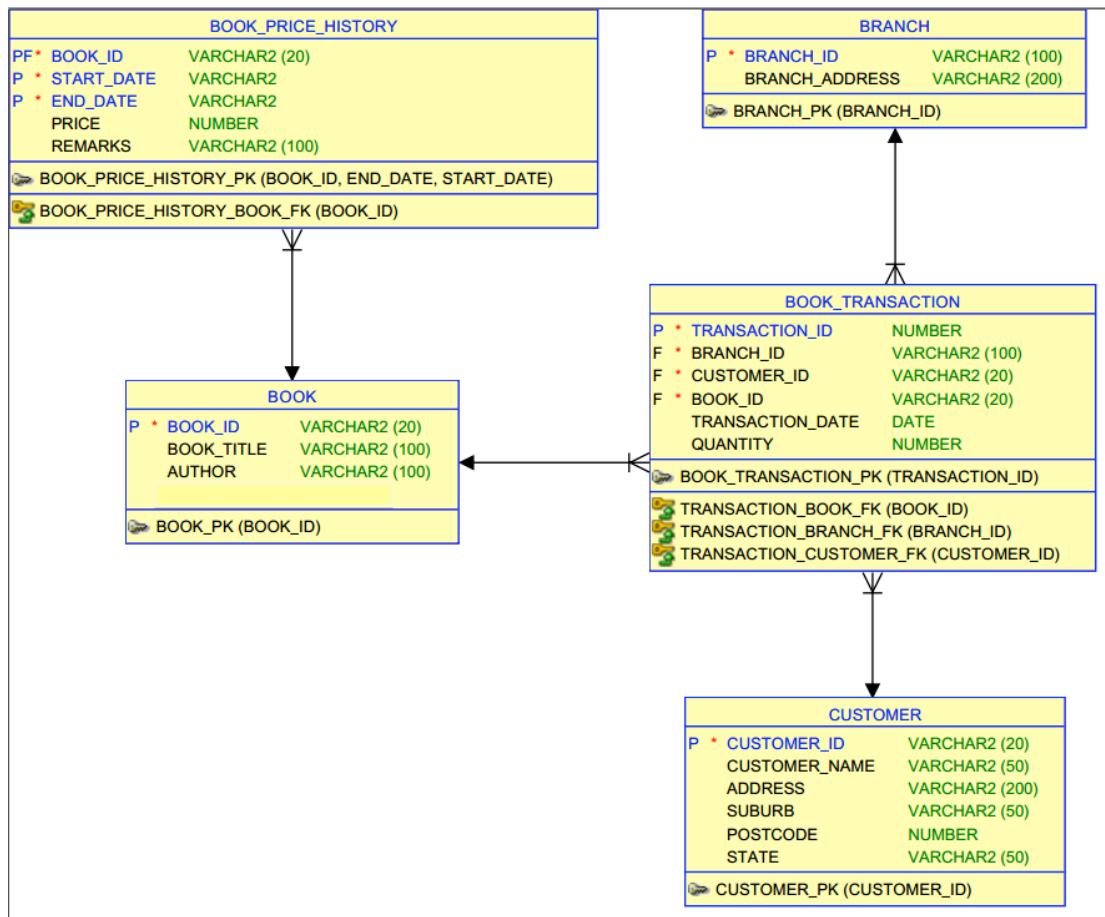 BOOK_PRICE_HISTORY
PF* BOOK_ID VARCHAR2 (20)
P * START_DATE VARCHAR2
P * END_DATE VARCHAR2
PRICE NUMBER
REMARKS VARCHAR2 (100)
BOOK_PRICE_HISTORY_PK (BOOK_ID, END_DATE, START_DATE)
BOOK_PRICE_HISTORY_BOOK_FK (BOOK_ID)
BRANCH
P * BRANCH_ID VARCHAR2 (100)
BRANCH_ADDRESS VARCHAR2 (200)
BRANCH_PK (BRANCH_ID)
BOOK_TRANSACTION
P * TRANSACTION_ID NUMBER
F * BRANCH_ID VARCHAR2 (100)
F * CUSTOMER_ID VARCHAR2 (20)
F * BOOK_ID VARCHAR2 (20)
TRANSACTION_DATE DATE
QUANTITY NUMBER
BOOK_TRANSACTION_PK (TRANSACTION_ID)
TRANSACTION_BOOK_FK (BOOK_ID)
TRANSACTION_BRANCH_FK (BRANCH_ID)
TRANSACTION_CUSTOMER_FK (CUSTOMER_ID)
BOOK
P * BOOK_ID VARCHAR2 (20)
BOOK_TITLE VARCHAR2 (100)
AUTHOR VARCHAR2 (100)
BOOK_PK (BOOK_ID)
CUSTOMER
P * CUSTOMER_ID VARCHAR2 (20)
CUSTOMER_NAME VARCHAR2 (50)
ADDRESS VARCHAR2 (200)
SUBURB VARCHAR2 (50)
POSTCODE NUMBER
STATE VARCHAR2 (50)
CUSTOMER_PK (CUSTOMER_ID)